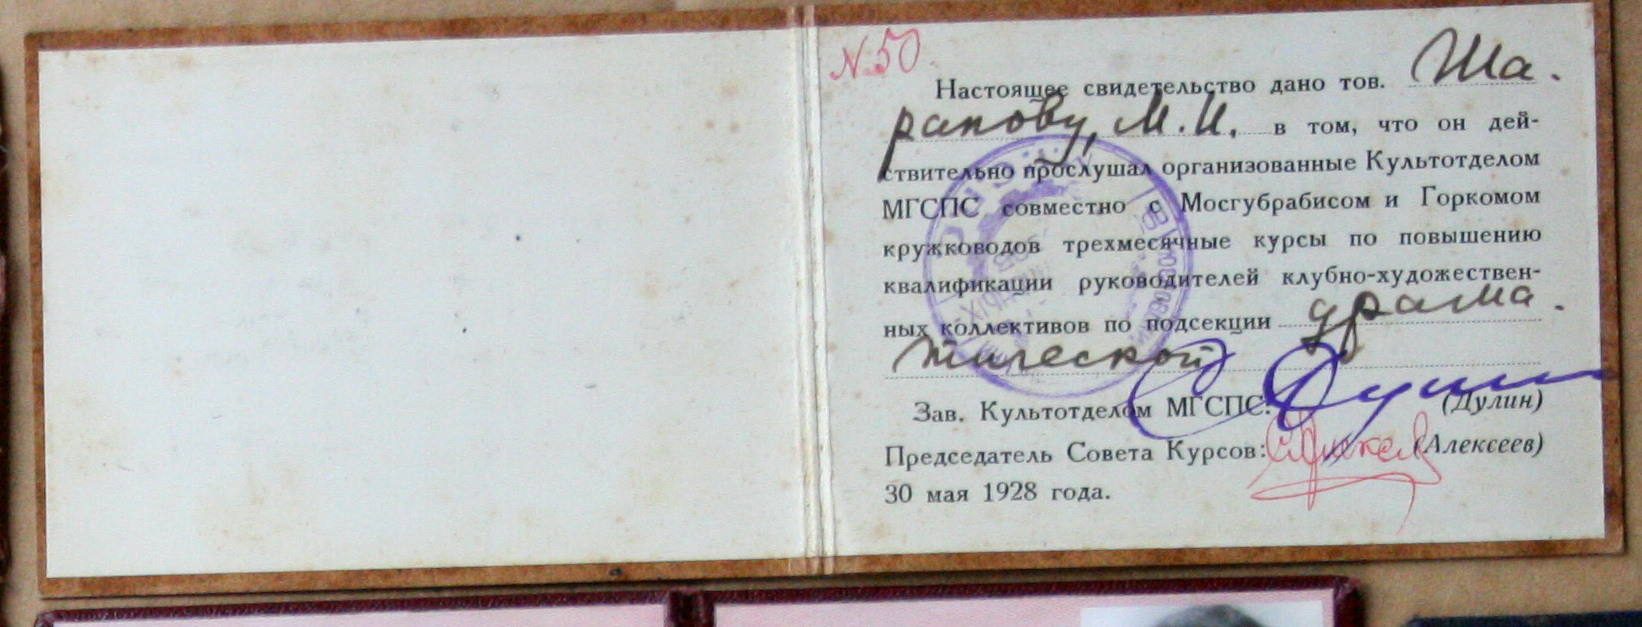 N 50
Настоящее свидетельство дано тов. Ша-
рапову, М.И. в том, что он дей-
ствительно прослушал организованные Культотделом
МГСПС совместно с Мосгубрабисом и Горкомом
кружководов трехмесячные курсы по повышению
квалификации руководителей клубно-художествен-
ных коллективов по подсекции драма-
тической
Зав. Культотделом МГСПС: (Дулин)
Председатель Совета Курсов: (Алексеев)
30 мая 1928 года.